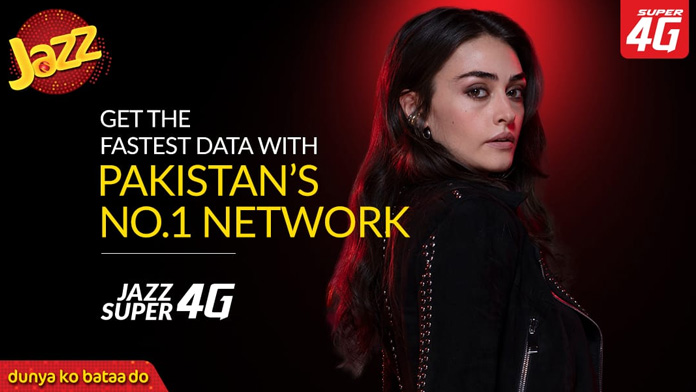 Jazz
SUPER
4G
GET THE
FASTEST DATA WITH
PAKISTAN'S
NO.1 NETWORK
JAZZ
SUPER 4G
dunya ko bataa do